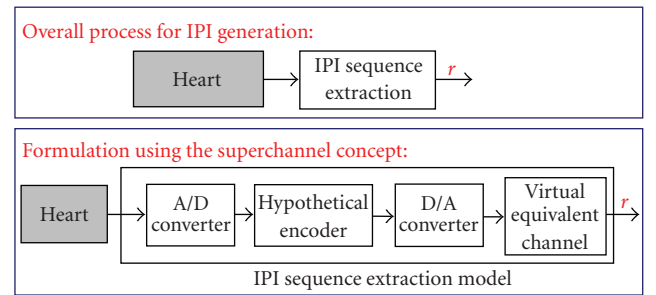 Overall process for IPI generation:
Heart
IPI sequence
extraction
r
Formulation using the superchannel concept:
Heart
A/D
converter
Hypothetical
encoder
D/A
converter
Virtual
equivalent
channel
r
IPI sequence extraction model